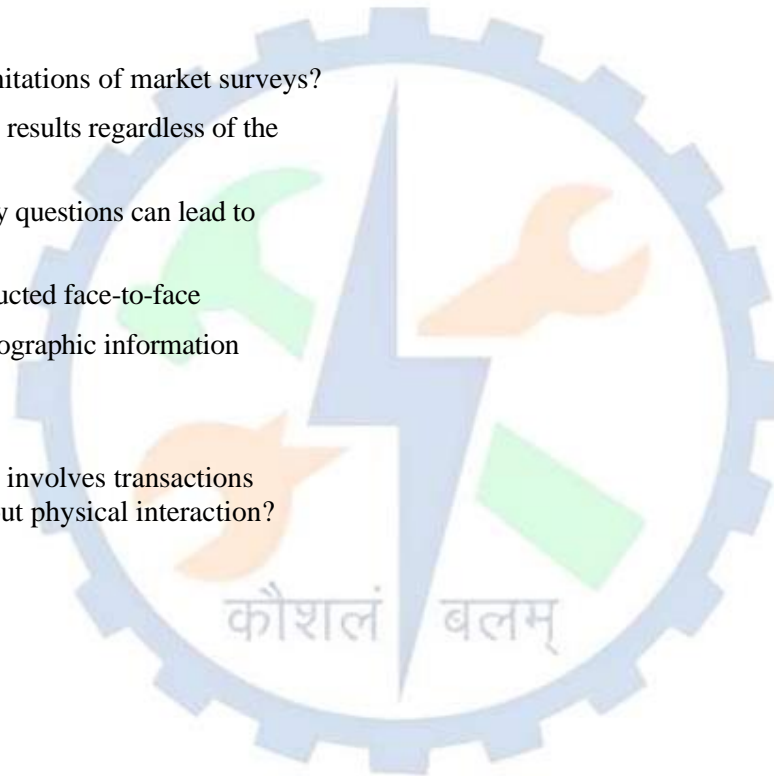 nitations of market surveys?
results regardless of the
y questions can lead to
ucted face-to-face
ographic information
involves transactions
ut physical interaction?
कौशलं बलम्